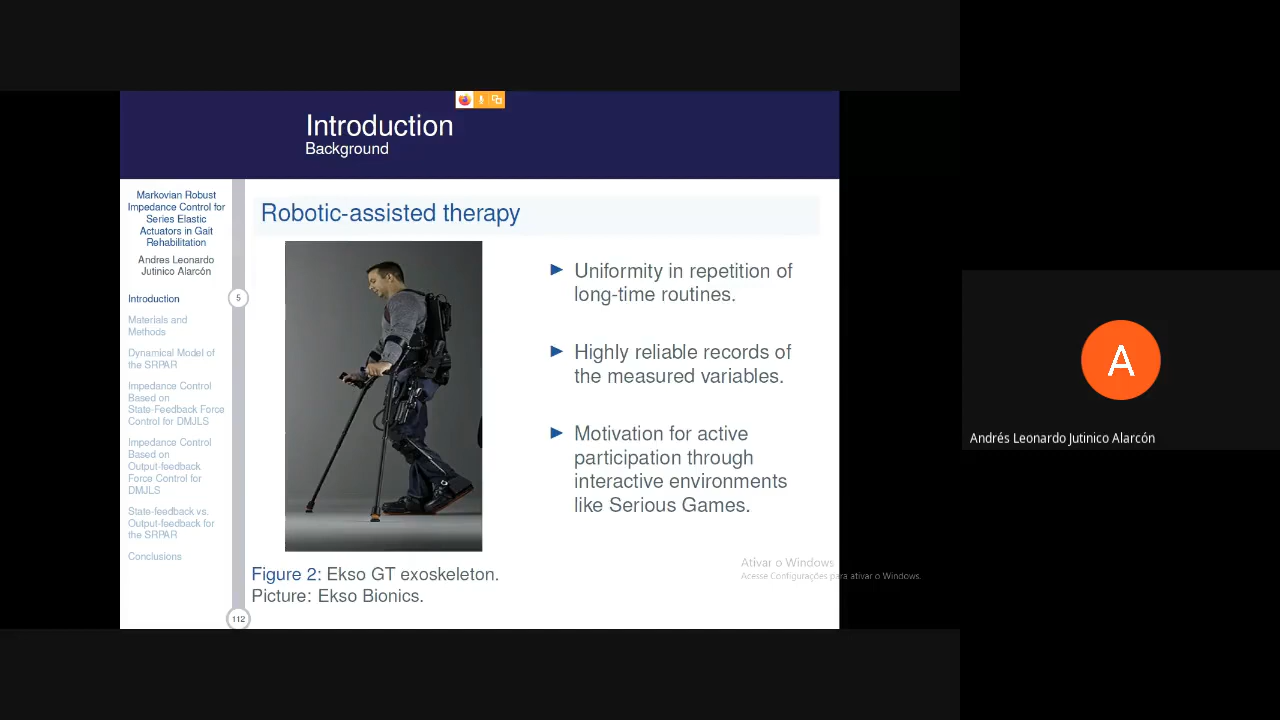 Introduction
Background
Markovian Robust
Impedance Control for
Series Elastic
Actuators in Gait
Rehabilitation
Andres Leonardo
Jutinico Alarcón
Introduction
5
Materials and
Methods
Dynamical Model of
the SRPAR
Impedance Control
Based on
State-Feedback Force
Control for DMJLS
Impedance Control
Based on
Output-feedback
Force Control for
DMJLS
State-feedback vs.
Output-feedback for
the SRPAR
Conclusions
112
Robotic-assisted therapy
Uniformity in repetition of
long-time routines.
Highly reliable records of
the measured variables.
Motivation for active
participation through
interactive environments
like Serious Games.
Figure 2: Ekso GT exoskeleton.
Picture: Ekso Bionics.
Ativar o Windows
Acesse Configurações para ativar o Windows.
A
Andrés Leonardo Jutinico Alarcón